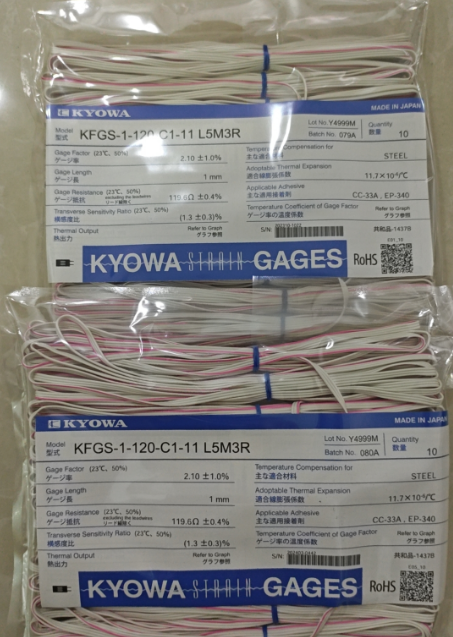 KYOWA
MADE IN JAPAN
Model
型式
KFGS-1-120-C1-11 L5M3R
Lot No. Y4999M
Batch No. 079A
Quantity
数量
10
Gage Factor (23℃, 50%)
ゲージ率
2.10 ±1.0%
Temperature Compensation for
主な適合材料
STEEL
Gage Length
ゲージ長
1 mm
Adoptable Thermal Expansion
適合線膨張係数
11.7×10⁻⁶/℃
Gage Resistance (23℃, 50%)
ゲージ抵抗
119.6Ω ±0.4%
Applicable Adhesive
主な適用接着剤
CC-33A, EP-340
Transverse Sensitivity Ratio (23℃, 50%)
横感度比
(1.3 ±0.3)%
Temperature Coefficient of Gage Factor
ゲージ率の温度係数
Refer to Graph
グラフ参照
Thermal Output
熱出力
Refer to Graph
グラフ参照
S/N:
共和品-1437B
KYOWA STRAIN GAGES
RoHS
KYOWA
MADE IN JAPAN
Model
型式
KFGS-1-120-C1-11 L5M3R
Lot No. Y4999M
Batch No. 080A
Quantity
数量
10
Gage Factor (23℃, 50%)
ゲージ率
2.10 ±1.0%
Temperature Compensation for
主な適合材料
STEEL
Gage Length
ゲージ長
1 mm
Adoptable Thermal Expansion
適合線膨張係数
11.7×10⁻⁶/℃
Gage Resistance (23℃, 50%)
ゲージ抵抗
119.6Ω ±0.4%
Applicable Adhesive
主な適用接着剤
CC-33A, EP-340
Transverse Sensitivity Ratio (23℃, 50%)
横感度比
(1.3 ±0.3)%
Temperature Coefficient of Gage Factor
ゲージ率の温度係数
Refer to Graph
グラフ参照
Thermal Output
熱出力
Refer to Graph
グラフ参照
S/N:
共和品-1437B
KYOWA STRAIN GAGES
RoHS